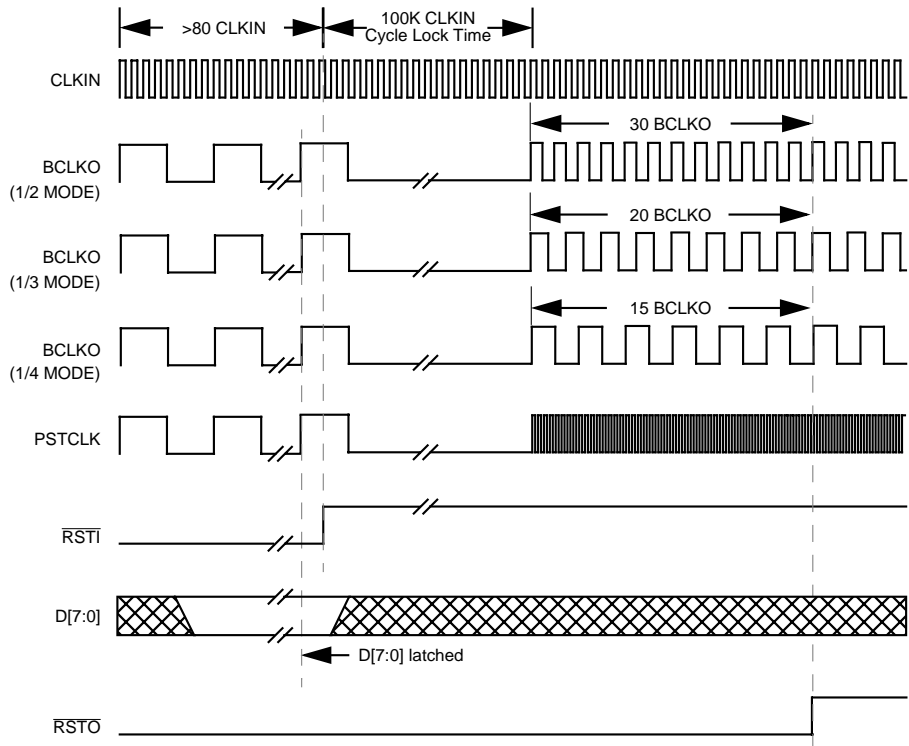 >80 CLKIN
100K CLKIN
Cycle Lock Time
CLKIN
30 BCLKO
BCLKO
(1/2 MODE)
20 BCLKO
BCLKO
(1/3 MODE)
15 BCLKO
BCLKO
(1/4 MODE)
PSTCLK
RSTI
D[7:0]
D[7:0] latched
RSTO